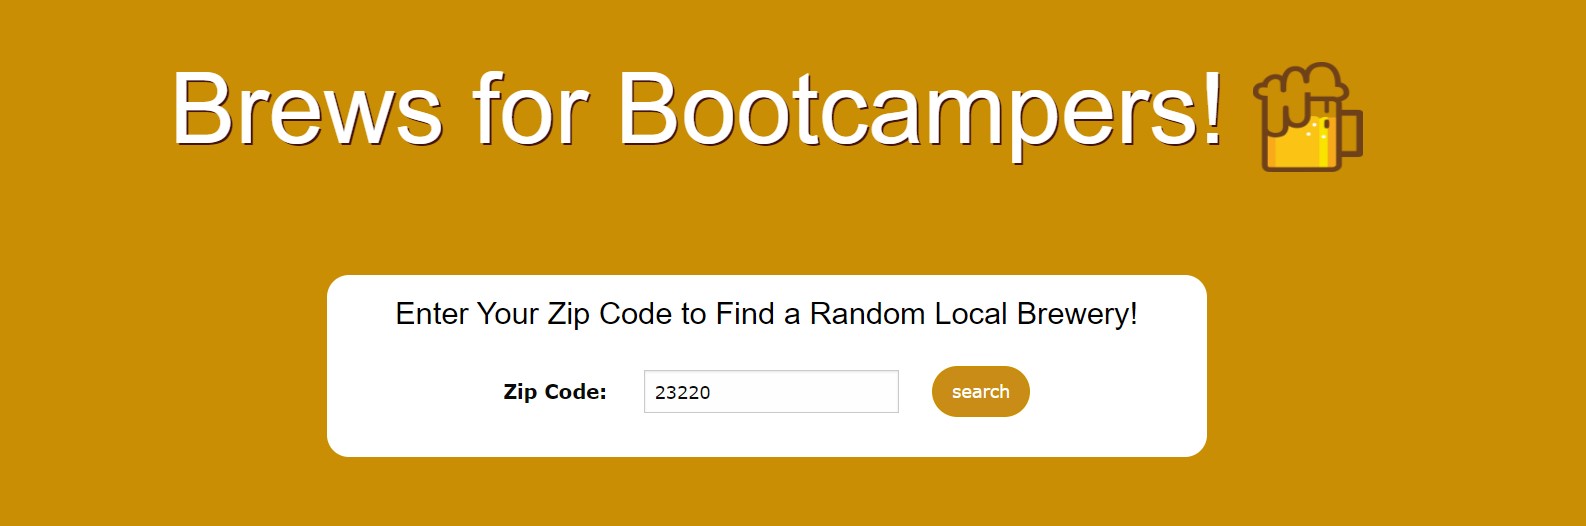 Brews for Bootcampers!
Enter Your Zip Code to Find a Random Local Brewery!
Zip Code: 23220 search